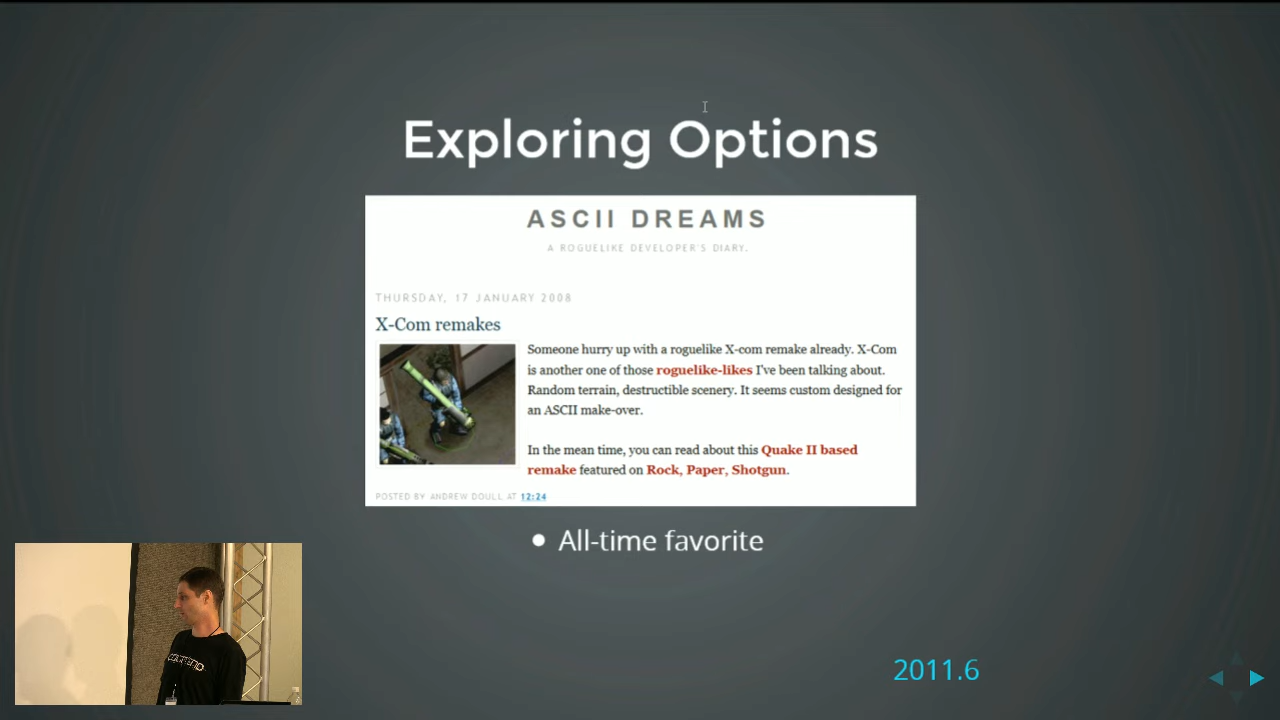 Exploring Options
ASCII DREAMS
A ROGUELIKE DEVELOPER'S DIARY.
THURSDAY, 17 JANUARY 2008
X-Com remakes
Someone hurry up with a roguelike X-com remake already. X-Com
is another one of those roguelike-likes I've been talking about.
Random terrain, destructible scenery. It seems custom designed for
an ASCII make-over.
In the mean time, you can read about this Quake II based
remake featured on Rock, Paper, Shotgun.
POSTED BY ANDREW DOULL AT 12:24
• All-time favorite
2011.6